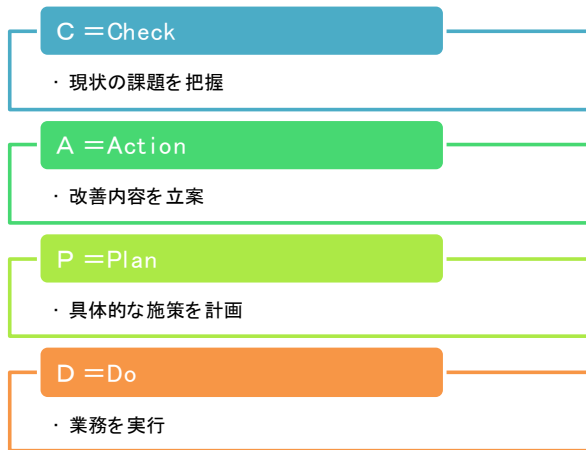 C =Check
・現状の課題を把握
A =Action
・改善内容を立案
P =Plan
・具体的な施策を計画
D =Do
・業務を実行